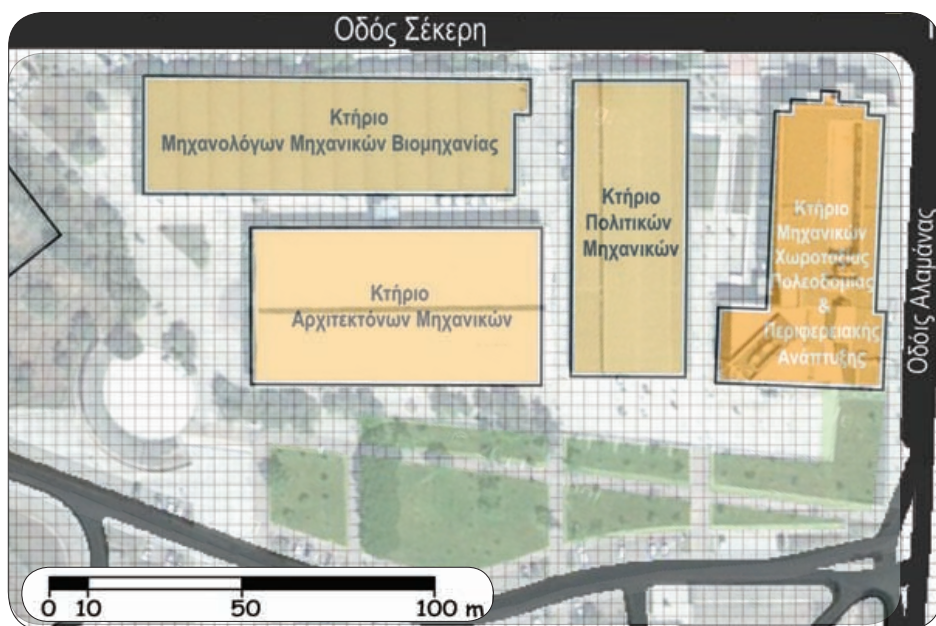 Οδός Σέκερη
Κτήριο
Μηχανολόγων Μηχανικών Βιομηχανίας
Κτήριο
Πολιτικών
Μηχανικών
Κτήριο
Μηχανικών
Χωροταξίας
Πολεοδομίας
&
Περιφερειακής
Ανάπτυξης
Κτήριο
Αρχιτεκτόνων Μηχανικών
Οδόις Αλαμάνας
0 10 50 100 m